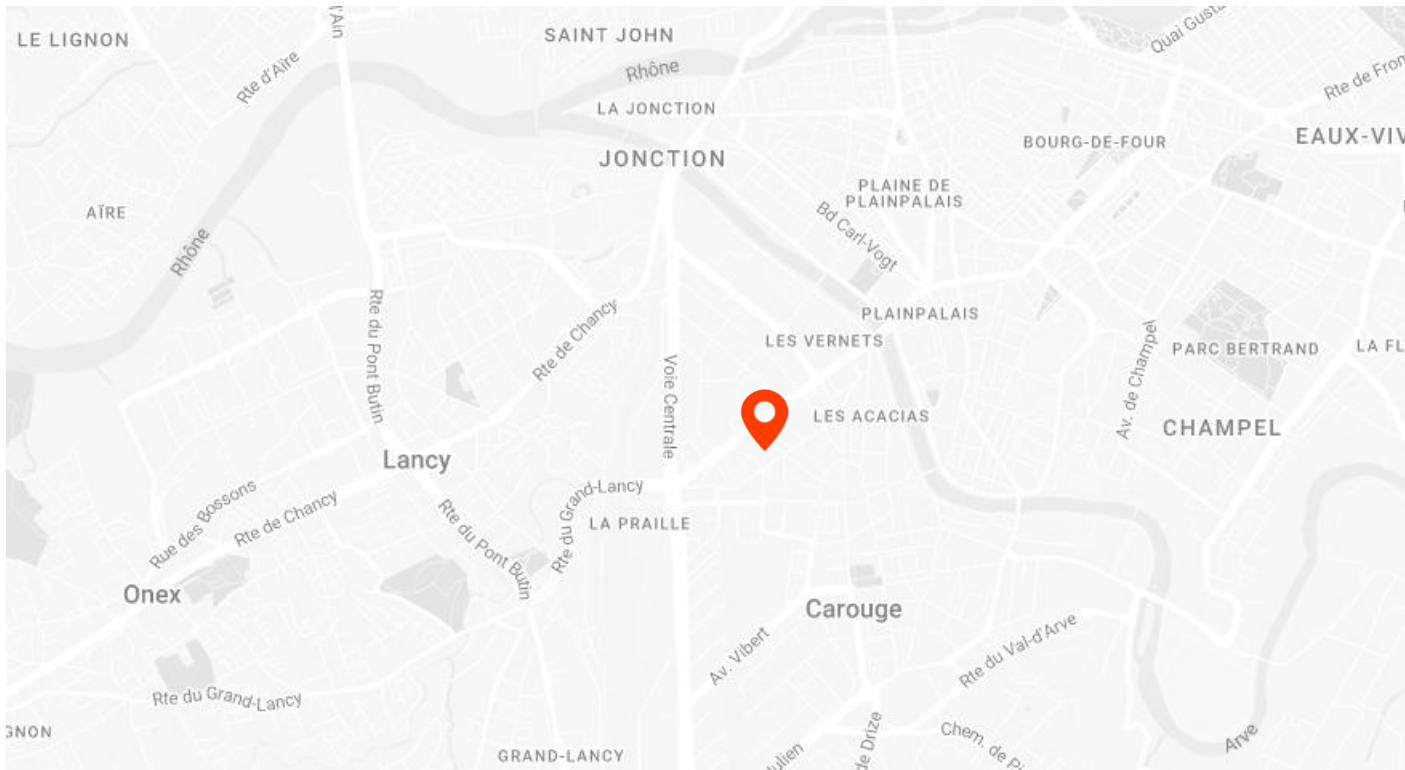 LE LIGNON
l'Ain
SAINT JOHN
Quai Gust
Rte d'Aïre
Rhône
LA JONCTION
Rte de Fron
JONCTION
BOURG-DE-FOUR
EAUX-VIV
AÏRE
PLAINE DE
PLAINPALAIS
Bd Carl-Vogt
Rhône
Rte du Pont Butin
Rte de Chancy
PLAINPALAIS
LES VERNETS
Av. de Champel
PARC BERTRAND
LA FL
Voie Centrale
LES ACACIAS
CHAMPEL
Lancy
Rue des Bossons
Rte de Chancy
Rte du Pont Butin
Rte du Grand-Lancy
LA PRAILLE
Onex
Carouge
Av. Vibert
Rte du Val-d'Arve
Rte du Grand-Lancy
GNON
GRAND-LANCY
Julien
de Drize
Chem. de Pi
Arve